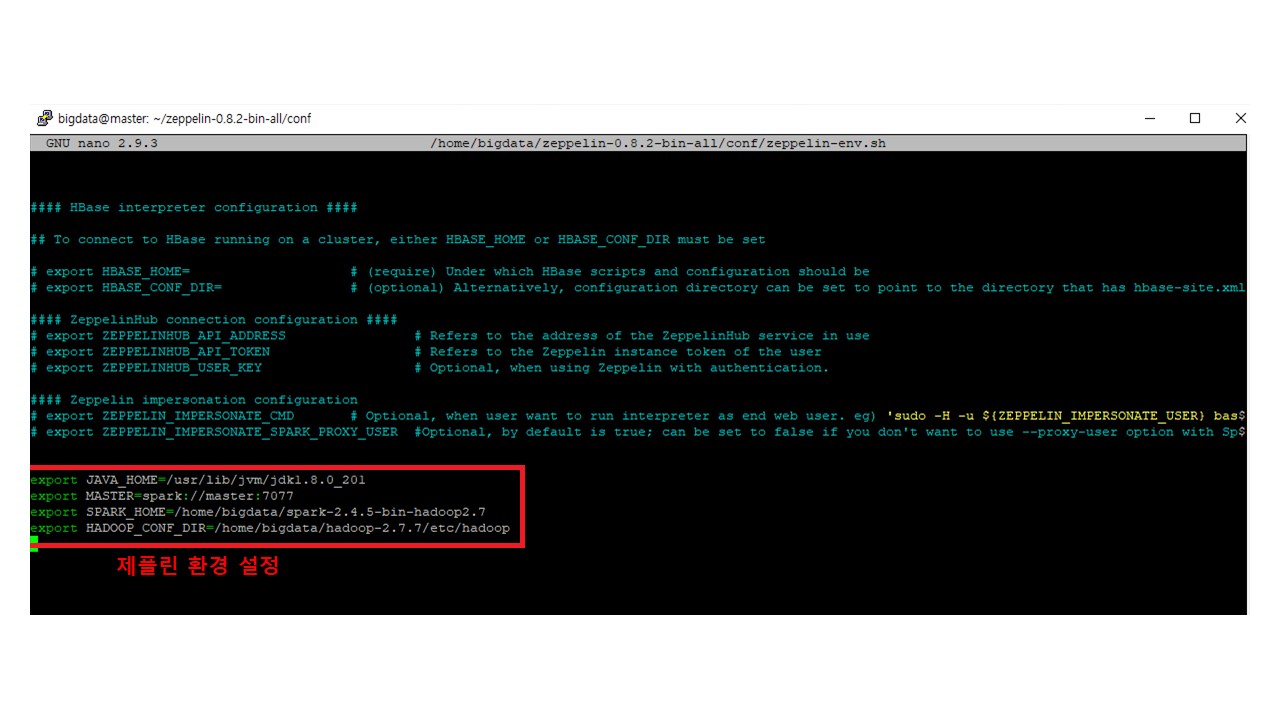 bigdata@master: ~/zeppelin-0.8.2-bin-all/conf
GNU nano 2.9.3 /home/bigdata/zeppelin-0.8.2-bin-all/conf/zeppelin-env.sh
#### HBase interpreter configuration ####
## To connect to HBase running on a cluster, either HBASE_HOME or HBASE_CONF_DIR must be set
# export HBASE_HOME= # (require) Under which HBase scripts and configuration should be
# export HBASE_CONF_DIR= # (optional) Alternatively, configuration directory can be set to point to the directory that has hbase-site.xml
#### ZeppelinHub connection configuration ####
# export ZEPPELINHUB_API_ADDRESS # Refers to the address of the ZeppelinHub service in use
# export ZEPPELINHUB_API_TOKEN # Refers to the Zeppelin instance token of the user
# export ZEPPELINHUB_USER_KEY # Optional, when using Zeppelin with authentication.
#### Zeppelin impersonation configuration
# export ZEPPELIN_IMPERSONATE_CMD # Optional, when user want to run interpreter as end web user. eg) 'sudo -H -u ${ZEPPELIN_IMPERSONATE_USER} bas$
# export ZEPPELIN_IMPERSONATE_SPARK_PROXY_USER #Optional, by default is true; can be set to false if you don't want to use --proxy-user option with Sp$
export JAVA_HOME=/usr/lib/jvm/jdk1.8.0_201
export MASTER=spark://master:7077
export SPARK_HOME=/home/bigdata/spark-2.4.5-bin-hadoop2.7
export HADOOP_CONF_DIR=/home/bigdata/hadoop-2.7.7/etc/hadoop
제플린 환경 설정